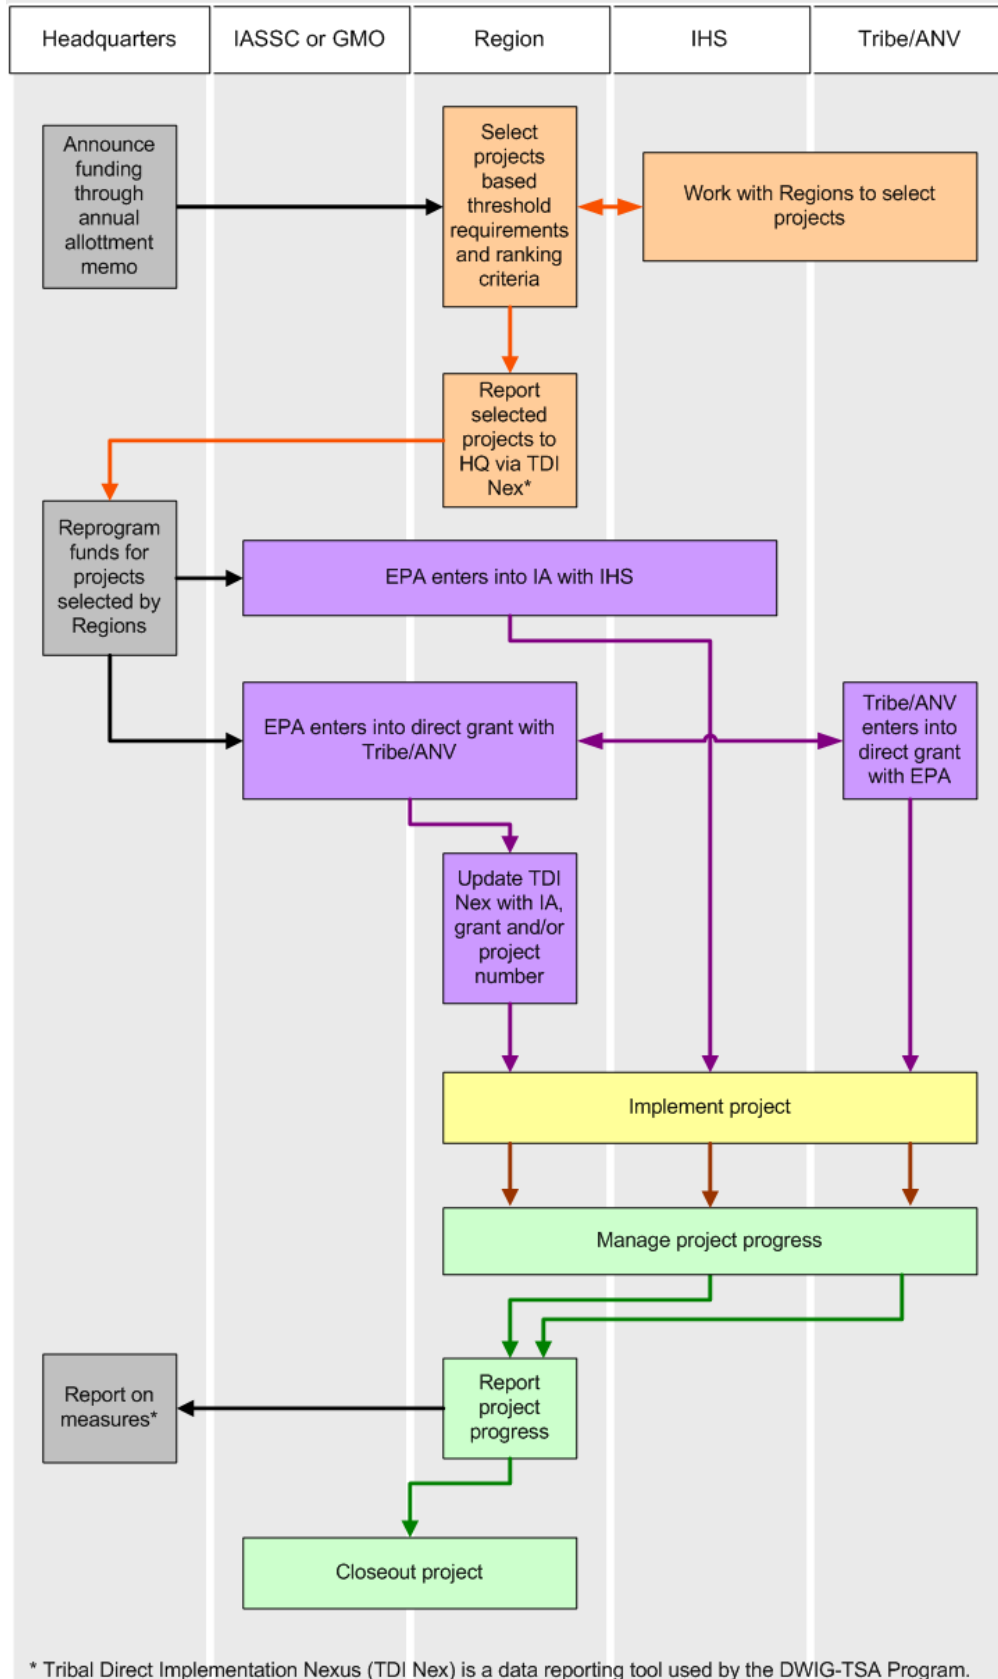 Headquarters
IASSC or GMO
Region
IHS
Tribe/ANV
Announce
funding
through
annual
allottment
memo
Select
projects
based
threshold
requirements
and ranking
criteria
Work with Regions to select
projects
Report
selected
projects to
HQ via TDI
Nex*
Reprogram
funds for
projects
selected by
Regions
EPA enters into IA with IHS
EPA enters into direct grant with
Tribe/ANV
Tribe/ANV
enters into
direct grant
with EPA
Update TDI
Nex with IA,
grant and/or
project
number
Implement project
Manage project progress
Report on
measures*
Report
project
progress
Closeout project
* Tribal Direct Implementation Nexus (TDI Nex) is a data reporting tool used by the DWIG-TSA Program.